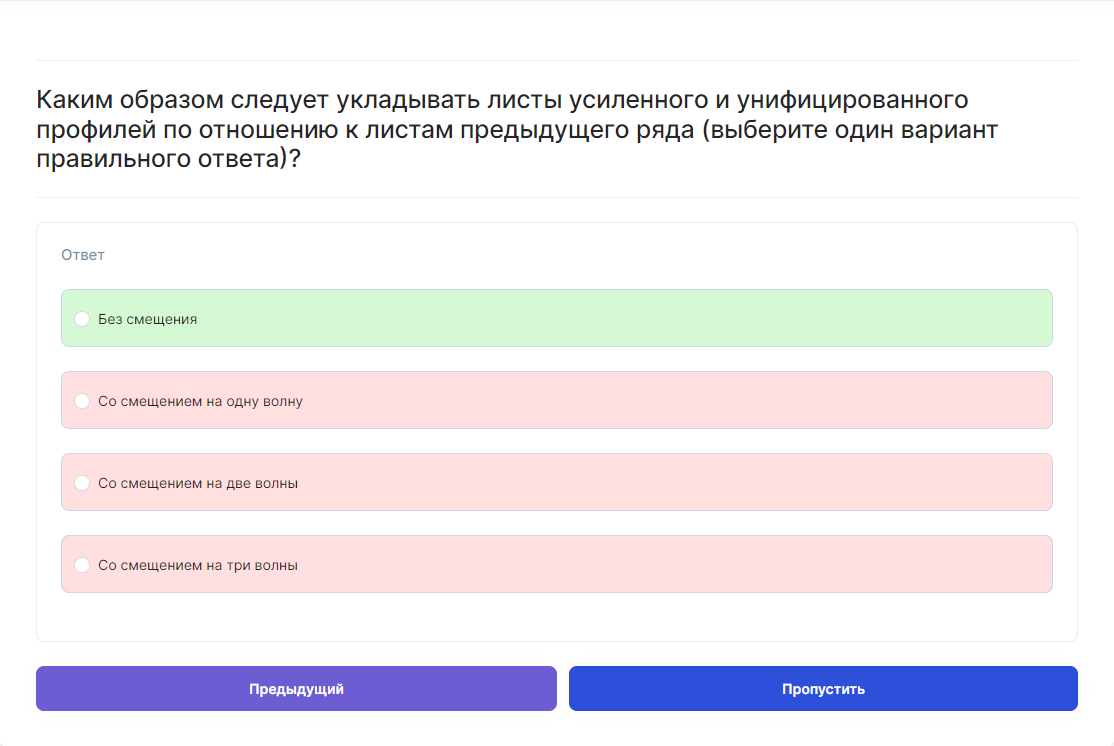 Каким образом следует укладывать листы усиленного и унифицированного
профилей по отношению к листам предыдущего ряда (выберите один вариант
правильного ответа)?
Ответ
Без смещения
Со смещением на одну волну
Со смещением на две волны
Со смещением на три волны
Предыдущий
Пропустить